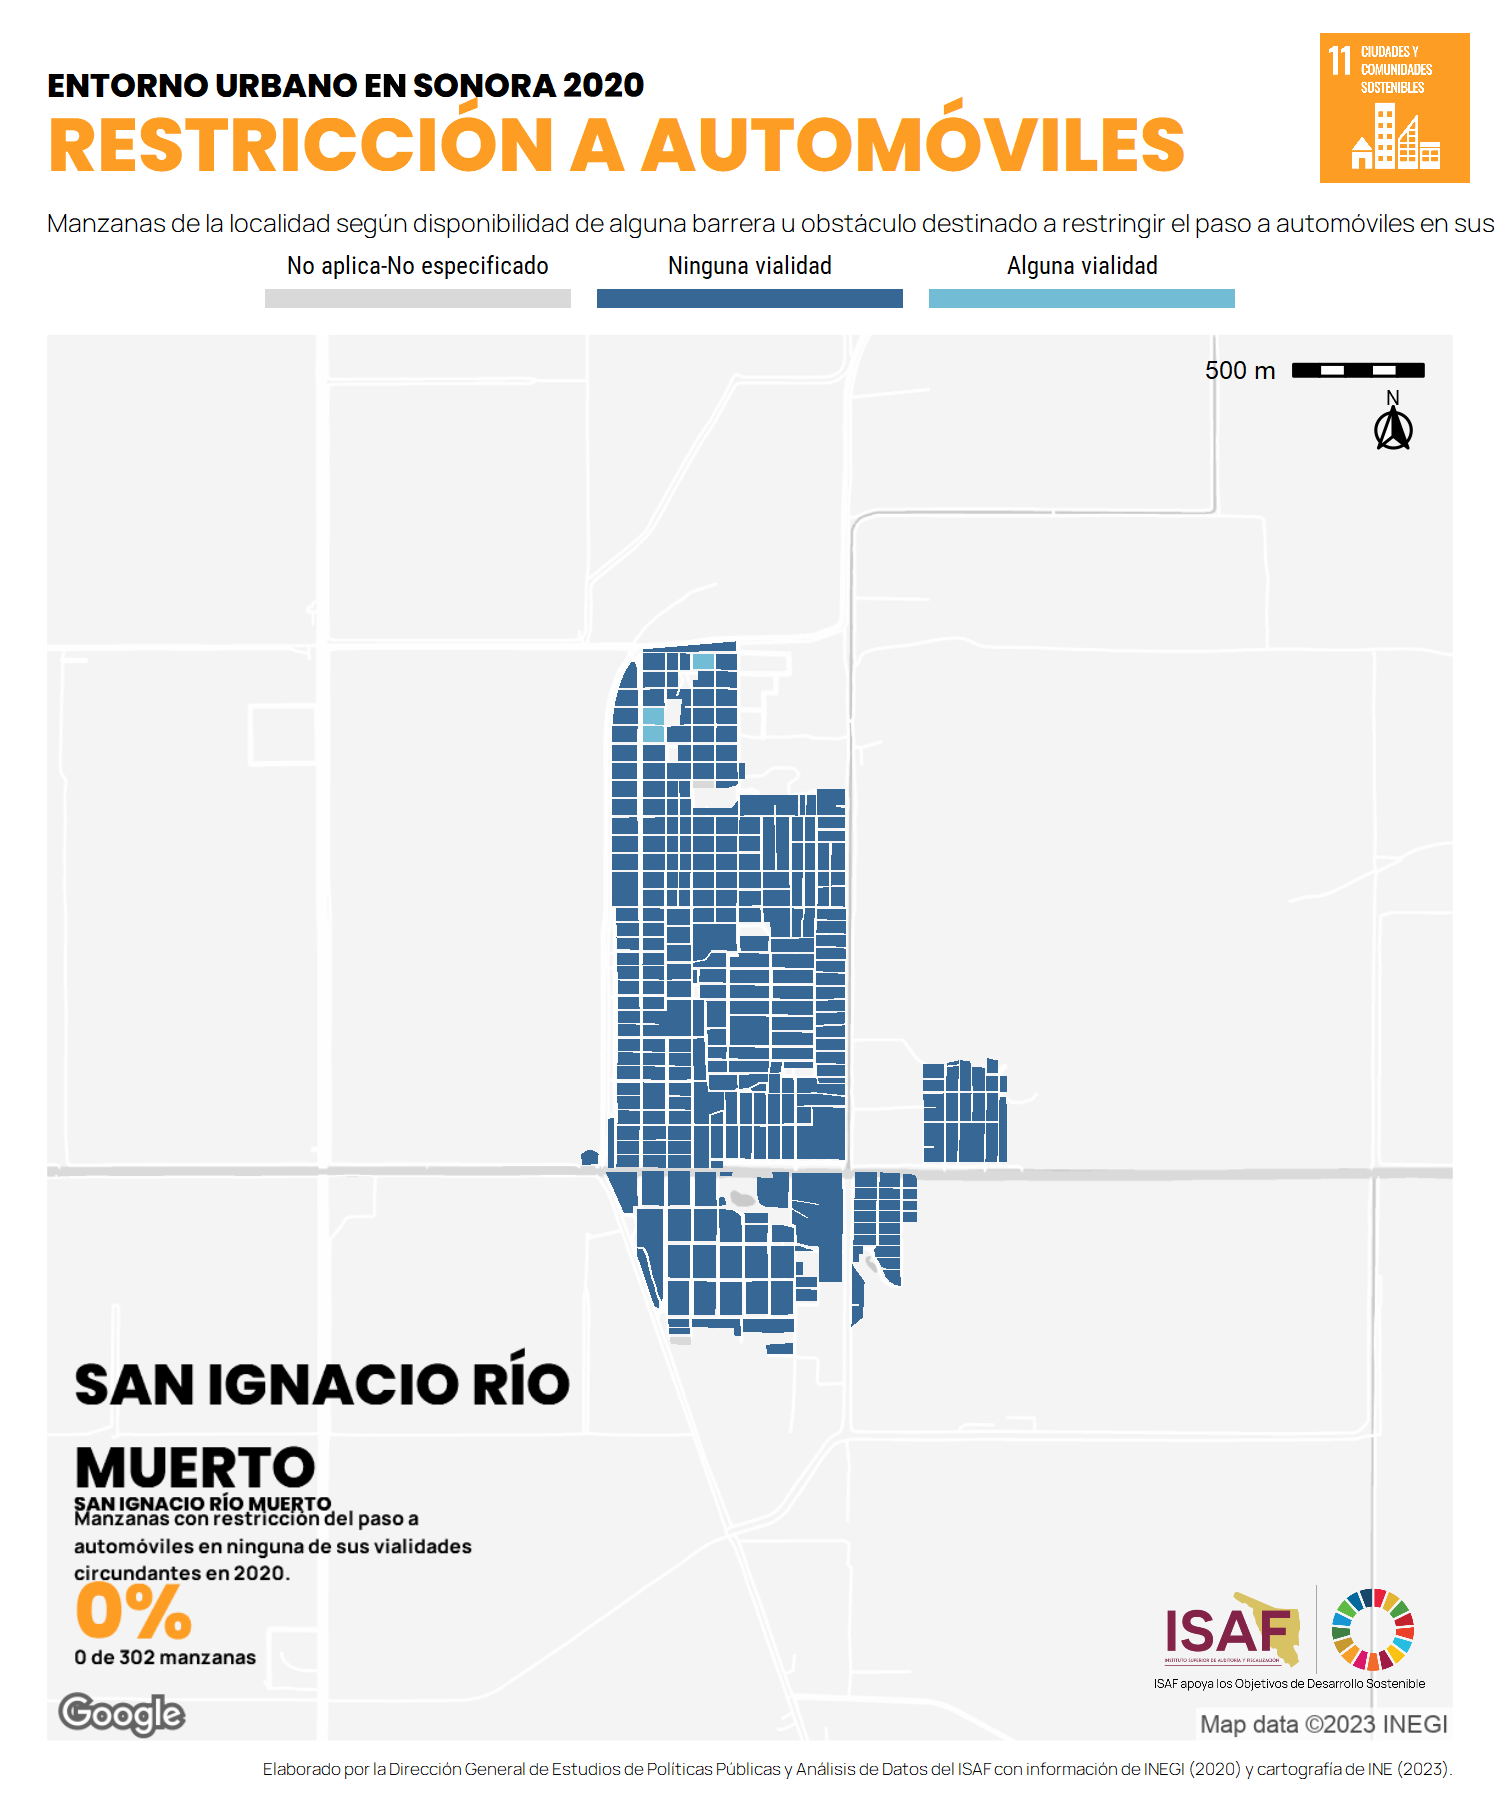 ENTORNO URBANO EN SONORA 2020
RESTRICCIÓN A AUTOMÓVILES
11 CIUDADES Y
COMUNIDADES
SOSTENIBLES
Manzanas de la localidad según disponibilidad de alguna barrera u obstáculo destinado a restringir el paso a automóviles en sus
No aplica-No especificado
Ninguna vialidad
Alguna vialidad
500 m
N
SAN IGNACIO RÍO
MUERTO
SAN IGNACIO RÍO MUERTO
Manzanas con restricción del paso a
automóviles en ninguna de sus vialidades
circundantes en 2020.
0%
0 de 302 manzanas
ISAF
INSTITUTO SUPERIOR DE AUDITORÍA Y FISCALIZACIÓN
ISAF apoya los Objetivos de Desarrollo Sostenible
Google
Map data ©2023 INEGI
Elaborado por la Dirección General de Estudios de Políticas Públicas y Análisis de Datos del ISAF con información de INEGI (2020) y cartografía de INE (2023).